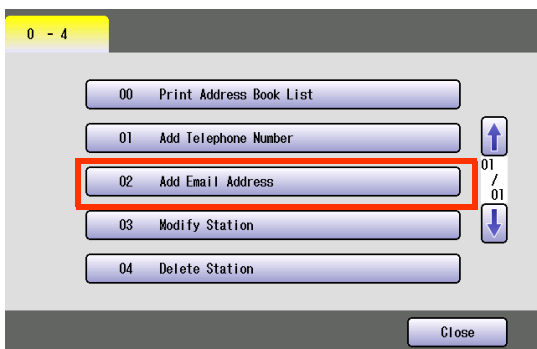 0 - 4
00 Print Address Book List
01 Add Telephone Number
02 Add Email Address
03 Modify Station
04 Delete Station
01
/
01
Close